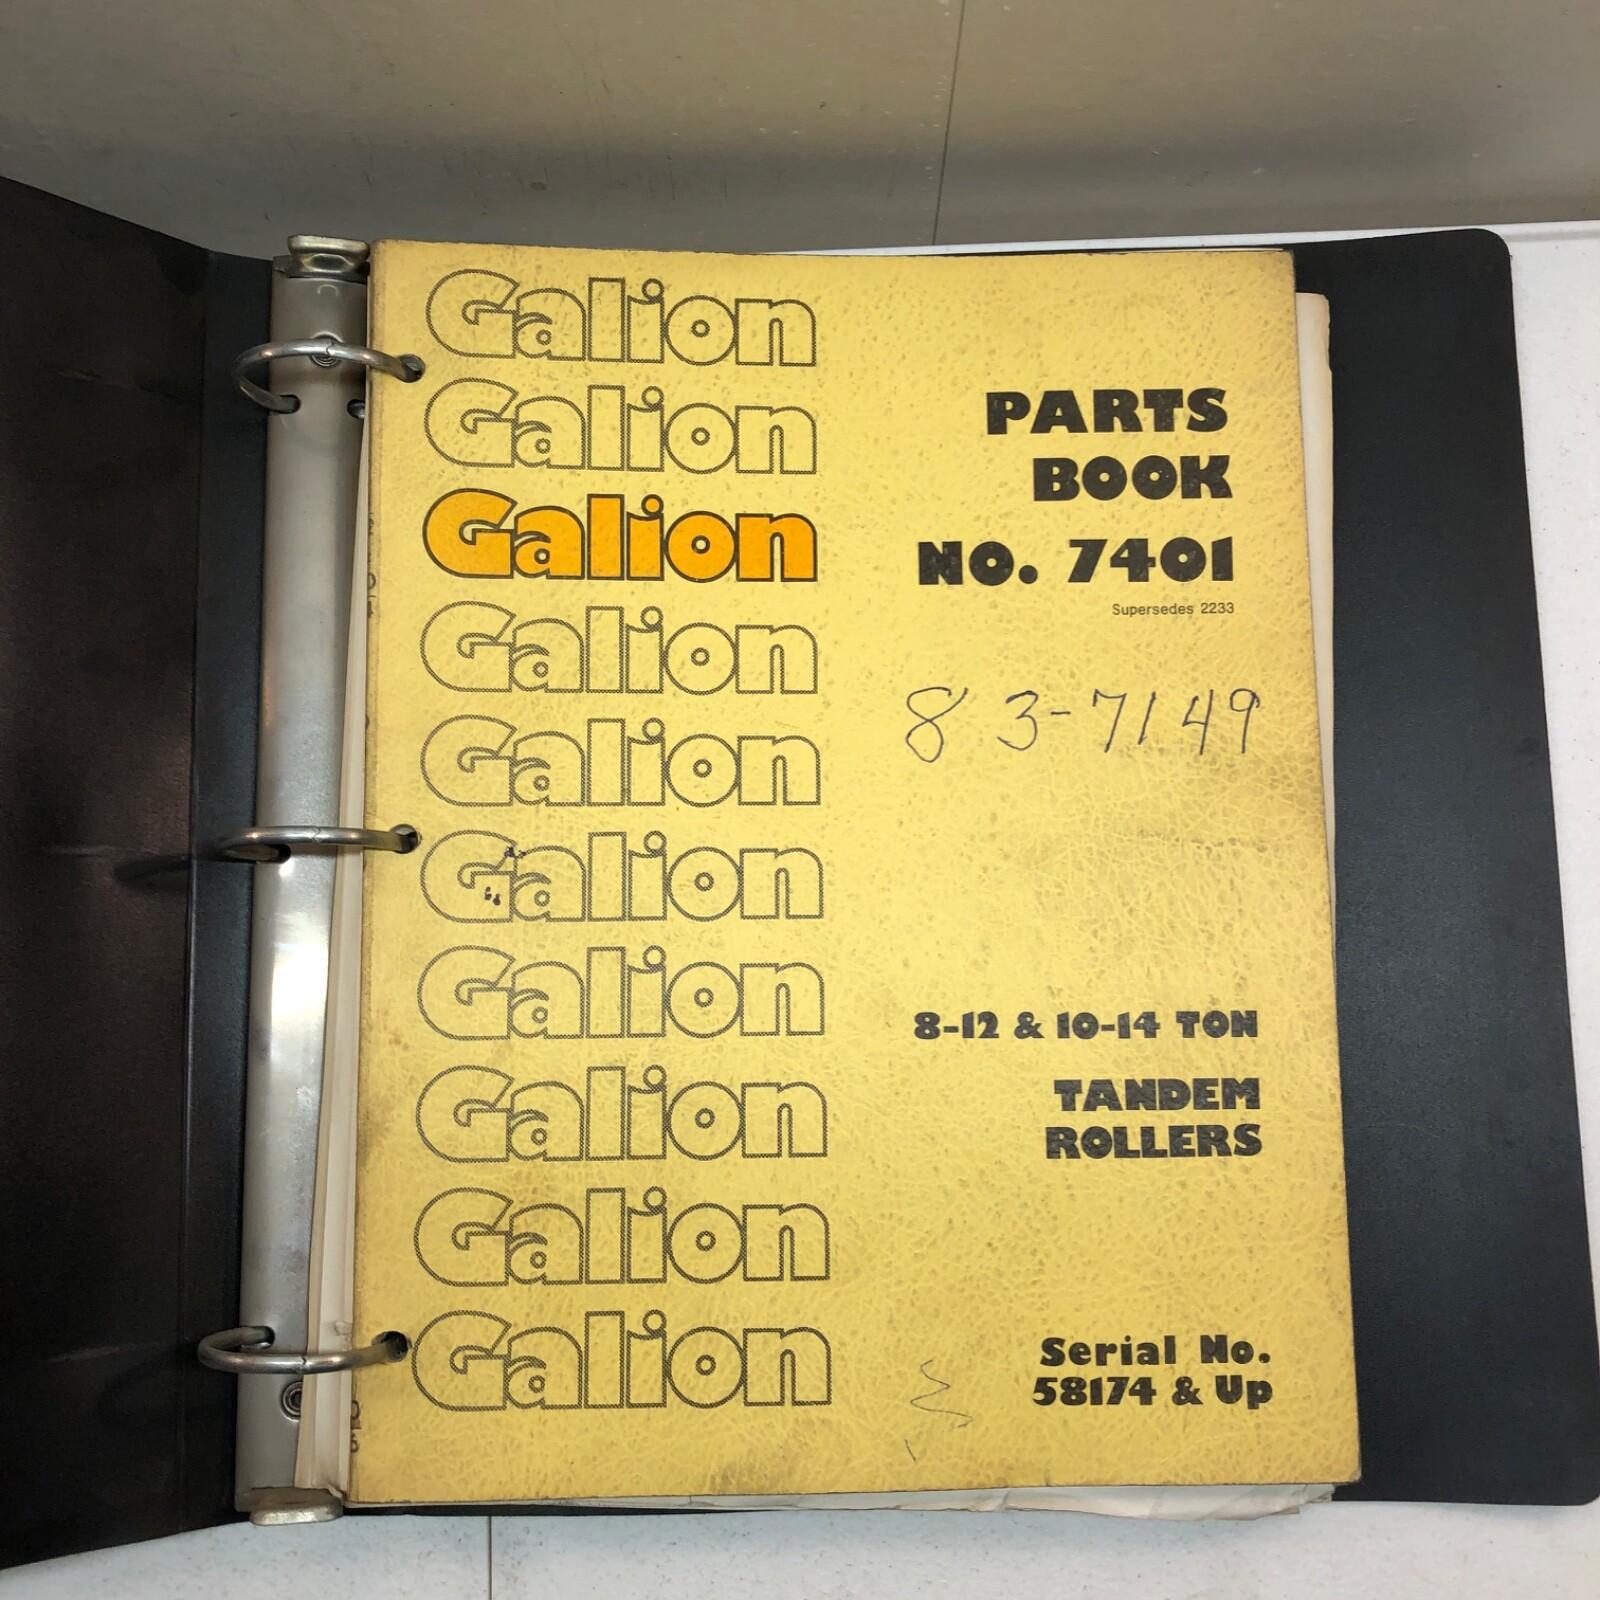 Galion
Galion
Galion
Galion
Galion
Galion
Galion
Galion
Galion
Galion
PARTS
BOOK
NO. 7401
Supersedes 2233
83-7149
8-12 & 10-14 TON
TANDEM
ROLLERS
Serial No.
58174 & Up